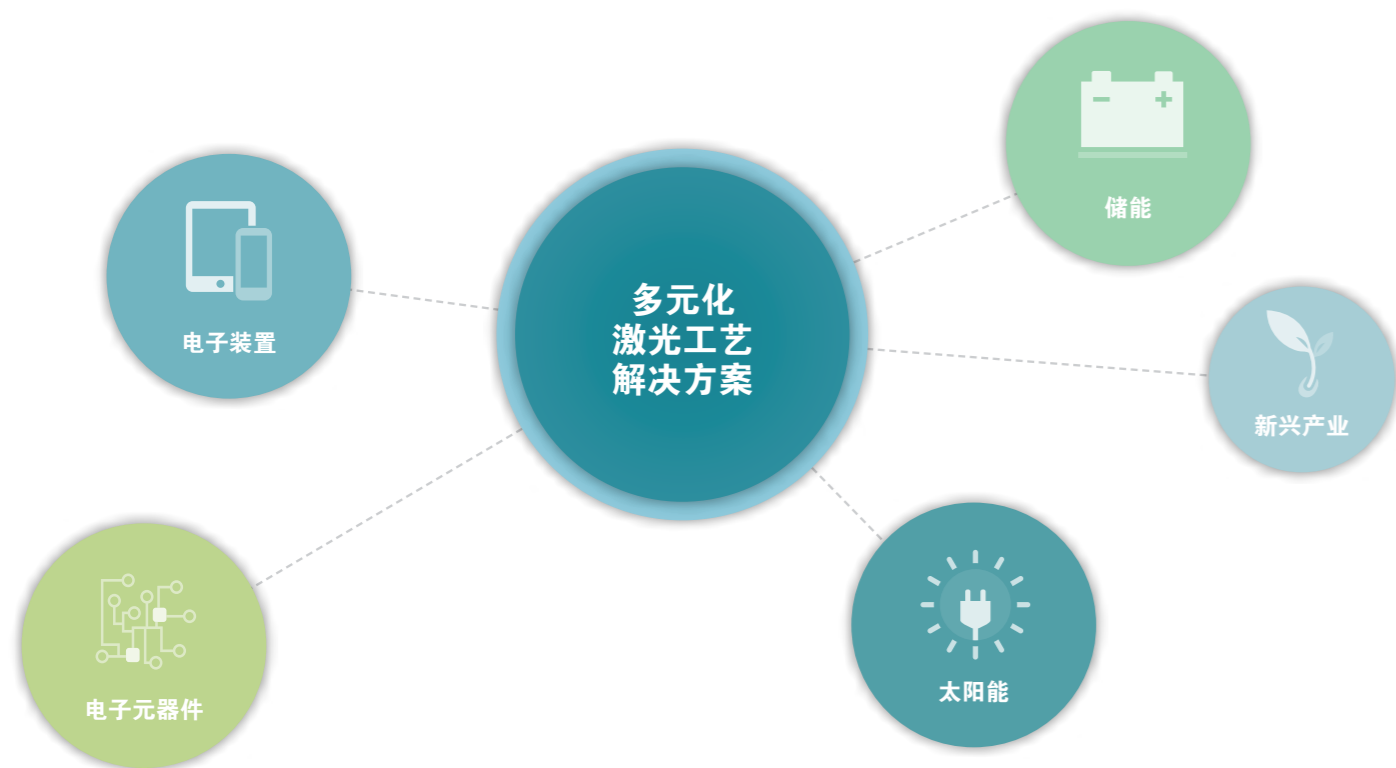 储能
电子装置
多元化
激光工艺
解决方案
新兴产业
太阳能
电子元器件